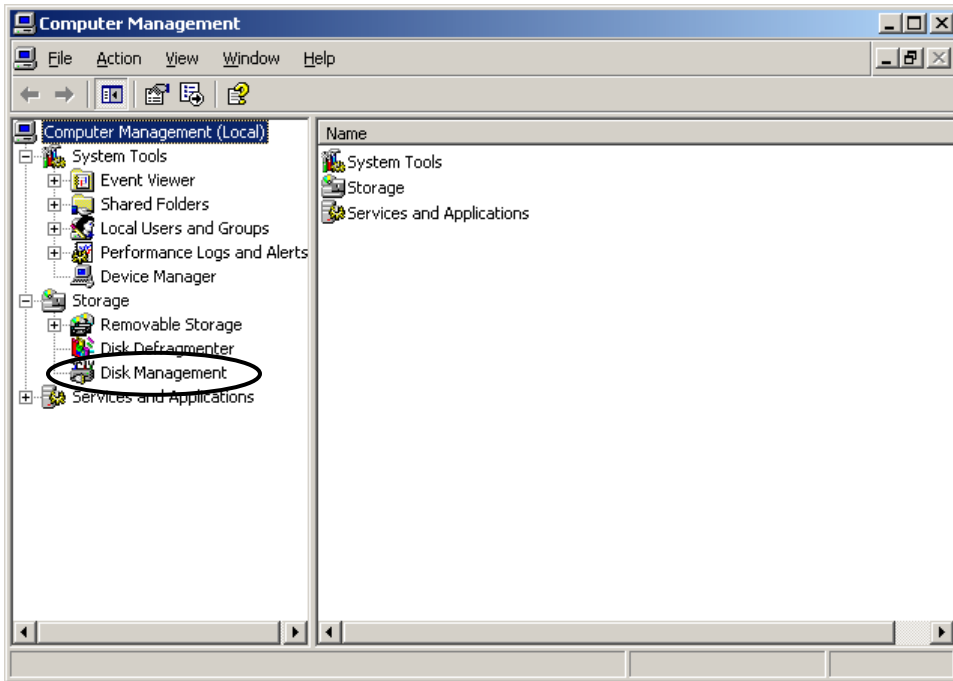 Computer Management
File Action View Window Help
Computer Management (Local)
System Tools
Event Viewer
Shared Folders
Local Users and Groups
Performance Logs and Alerts
Device Manager
Storage
Removable Storage
Disk Defragmenter
Disk Management
Services and Applications
Name
System Tools
Storage
Services and Applications